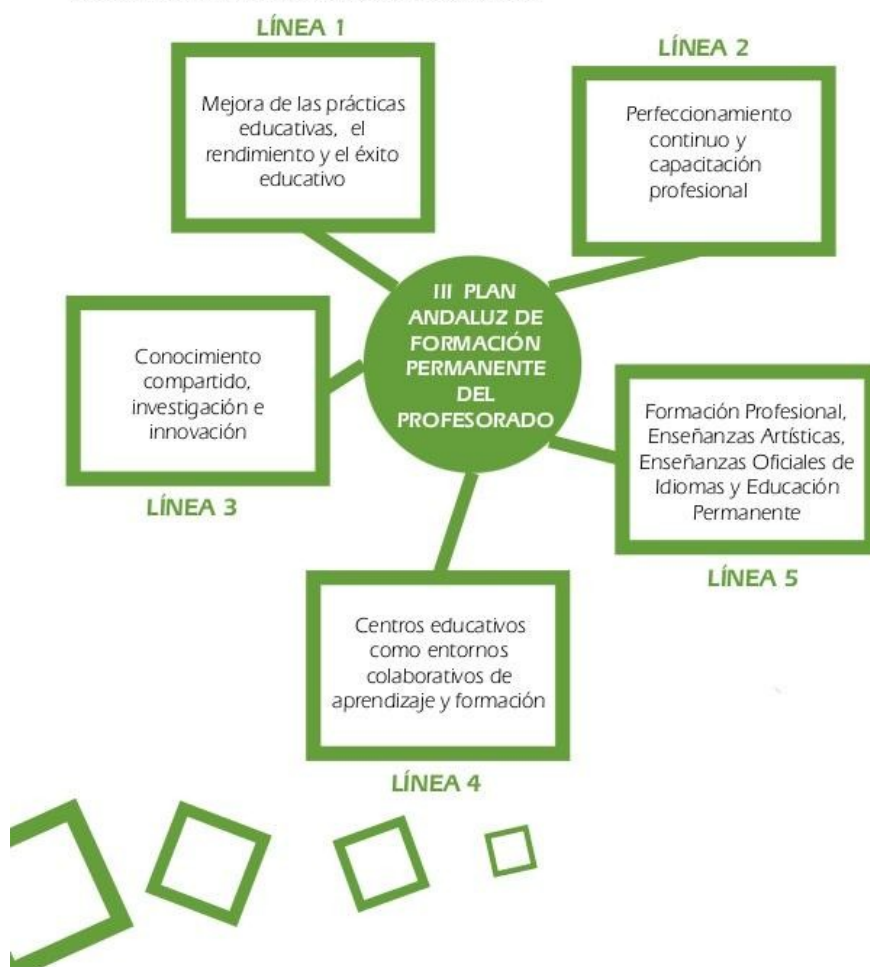 LÍNEA 1
Mejora de las prácticas
educativas, el
rendimiento y el éxito
educativo
LÍNEA 2
Perfeccionamiento
continuo y
capacitación
profesional
III PLAN
ANDALUZ DE
FORMACIÓN
PERMANENTE
DEL
PROFESORADO
Conocimiento
compartido,
investigación e
innovación
LÍNEA 3
Formación Profesional,
Enseñanzas Artísticas,
Enseñanzas Oficiales de
Idiomas y Educación
Permanente
LÍNEA 5
Centros educativos
como entornos
colaborativos de
aprendizaje y formación
LÍNEA 4